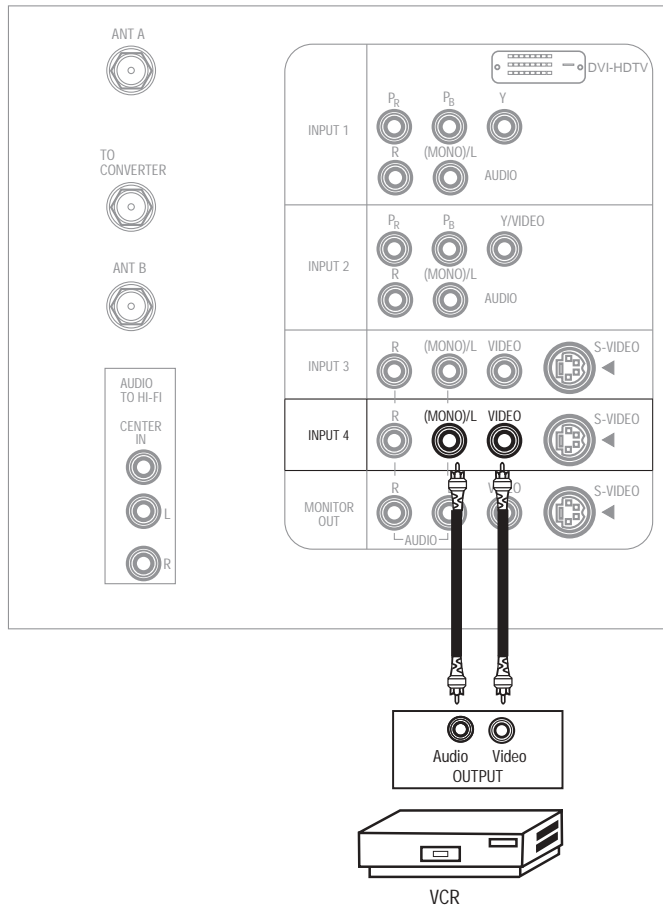 ANT A
TO
CONVERTER
ANT B
AUDIO
TO HI-FI
CENTER
IN
L
R
DVI-HDTV
INPUT 1
PR PB Y
R (MONO)/L AUDIO
INPUT 2
PR PB Y/VIDEO
R (MONO)/L AUDIO
INPUT 3
R (MONO)/L VIDEO S-VIDEO
INPUT 4
R (MONO)/L VIDEO S-VIDEO
MONITOR
OUT
R VIDEO S-VIDEO
AUDIO
Audio Video
OUTPUT
VCR